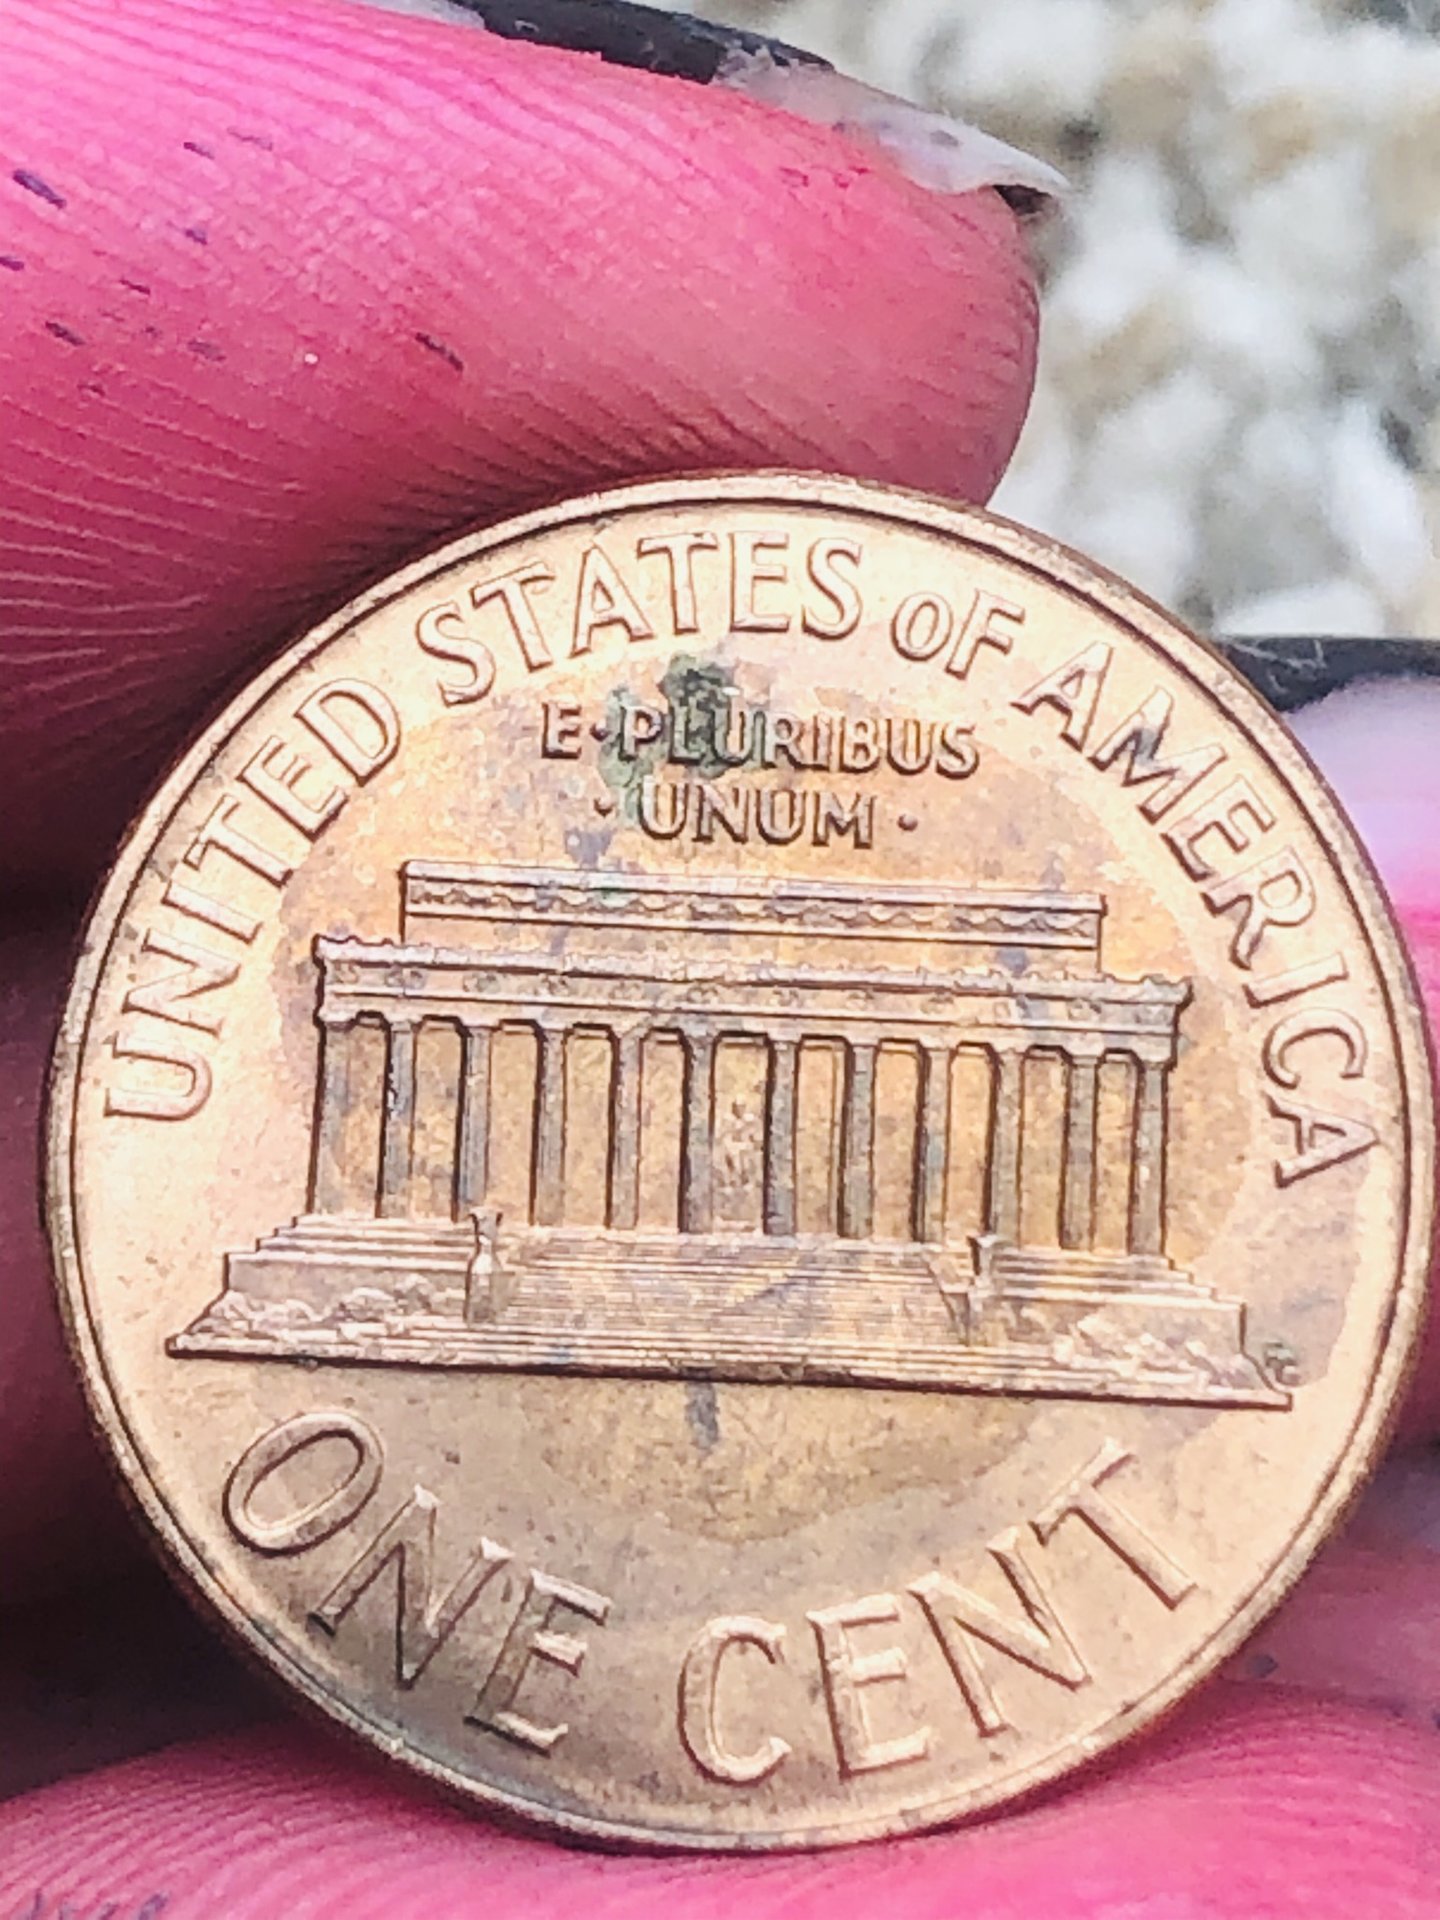 UNITED STATES OF AMERICA
E·PLURIBUS
·UNUM·
ONE CENT